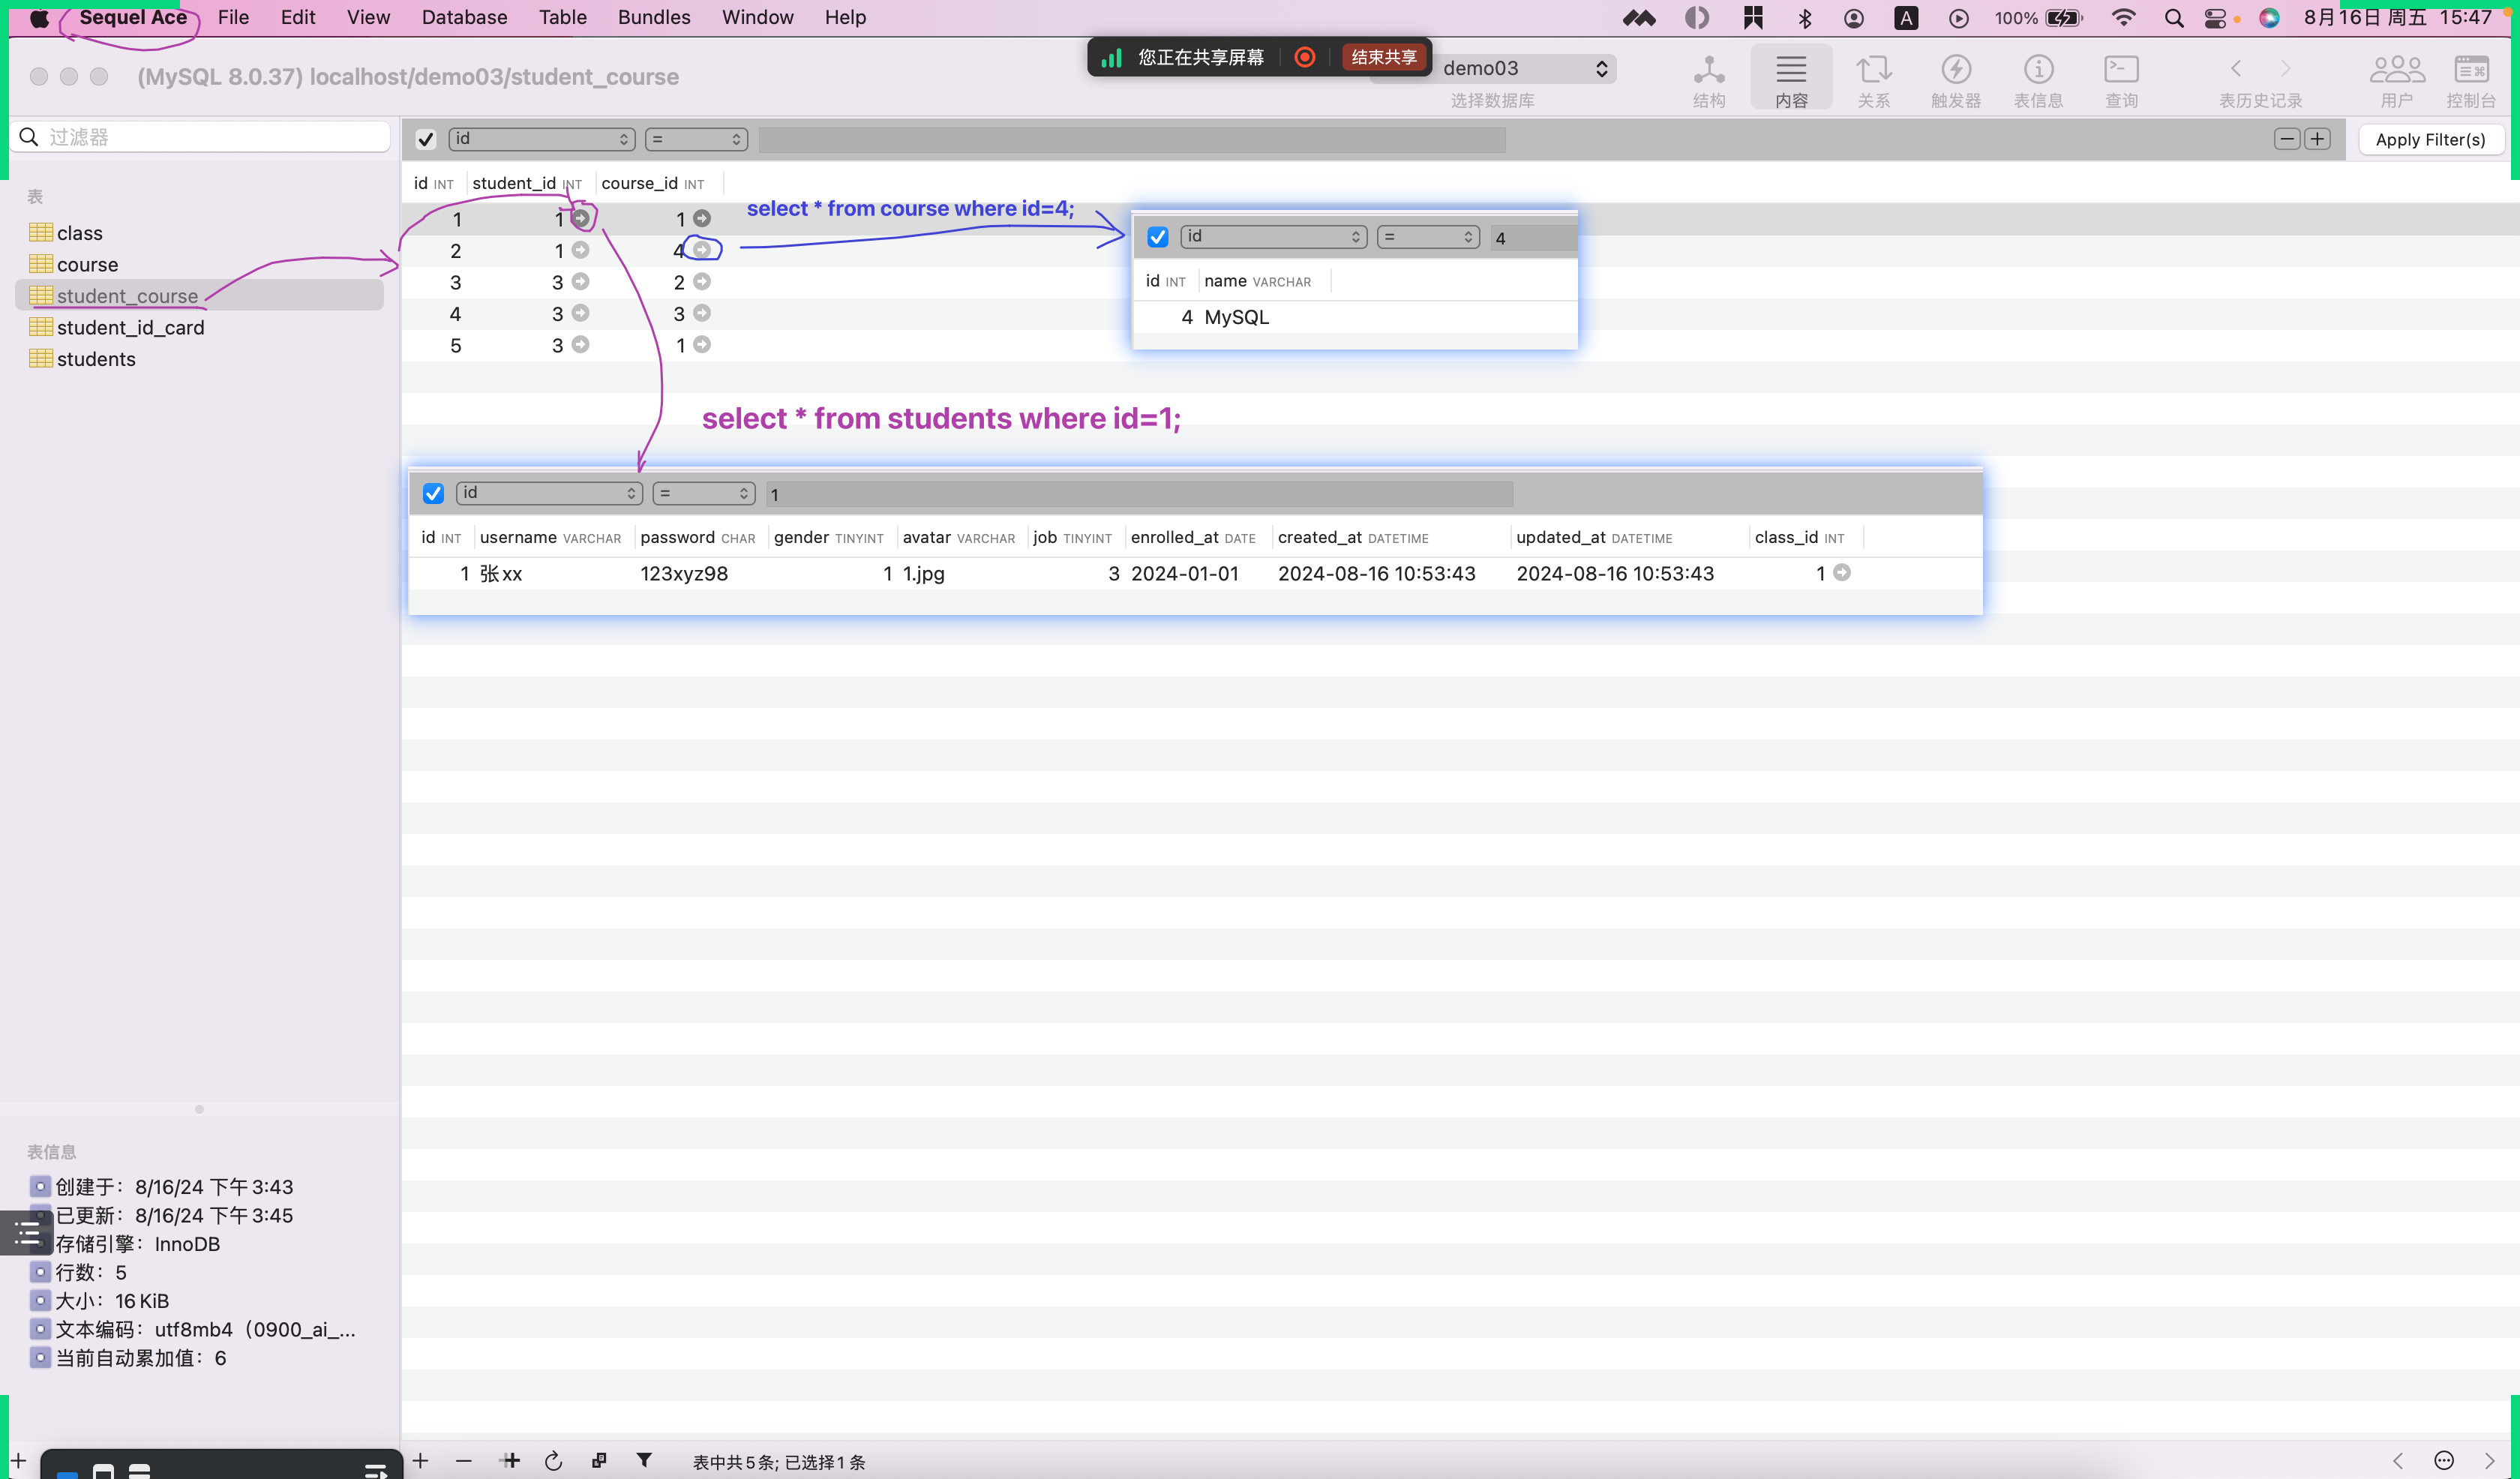 Sequel Ace File Edit View Database Table Bundles Window Help
A 100% 8月16日 周五 15:47
(MySQL 8.0.37) localhost/demo03/student_course
您正在共享屏幕 结束共享
demo03
选择数据库 结构 内容 关系 触发器 表信息 查询 表历史记录 用户 控制台
过滤器
id = Apply Filter(s)
表
class
course
student_course
student_id_card
students
id INT student_id INT course_id INT
1 1 1
2 1 4
3 3 2
4 3 3
5 3 1
select * from course where id=4;
id = 4
id INT name VARCHAR
4 MySQL
select * from students where id=1;
id = 1
id INT username VARCHAR password CHAR gender TINYINT avatar VARCHAR job TINYINT enrolled_at DATE created_at DATETIME updated_at DATETIME class_id INT
1 张xx 123xyz98 1 1.jpg 3 2024-01-01 2024-08-16 10:53:43 2024-08-16 10:53:43 1
表信息
创建于：8/16/24 下午3:43
已更新：8/16/24 下午3:45
存储引擎：InnoDB
行数：5
大小：16 KiB
文本编码：utf8mb4（0900_ai_...
当前自动累加值：6
表中共5条; 已选择1条